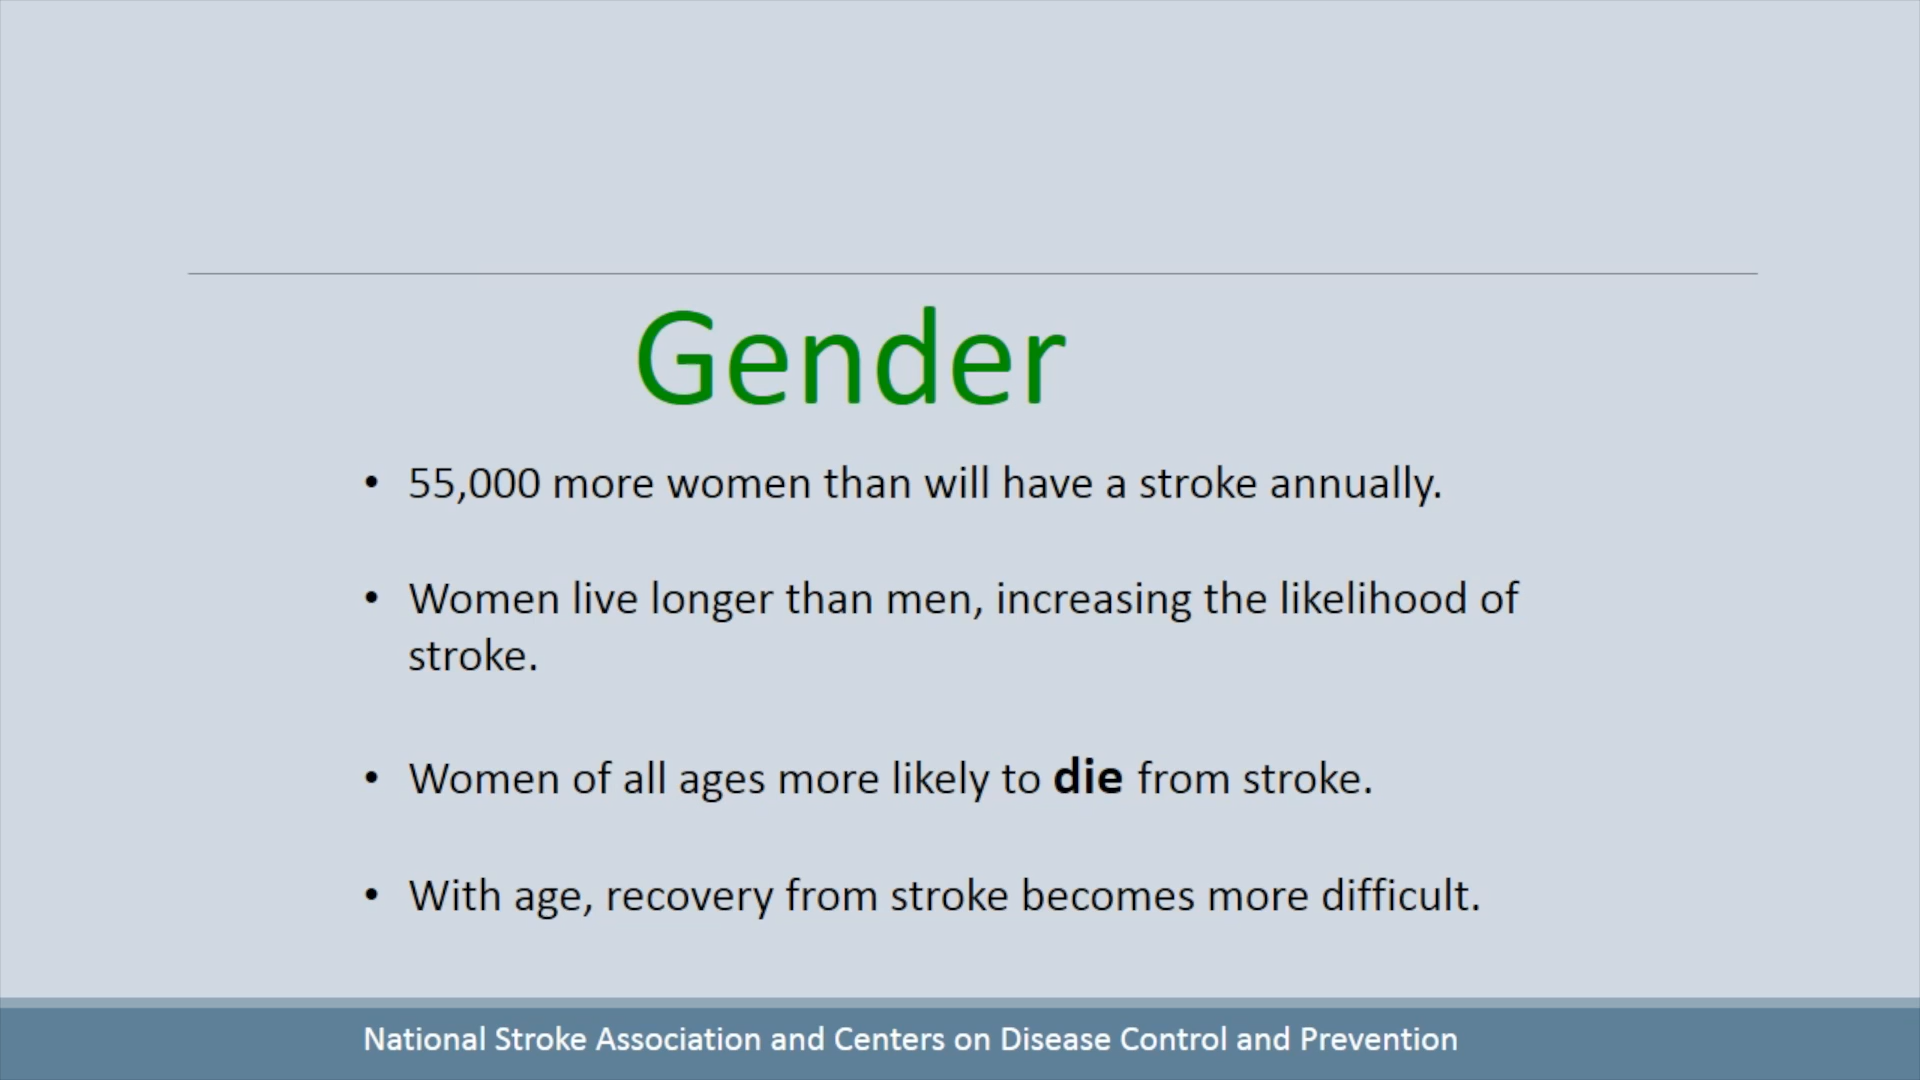 Gender
• 55,000 more women than will have a stroke annually.
• Women live longer than men, increasing the likelihood of
stroke.
• Women of all ages more likely to die from stroke.
• With age, recovery from stroke becomes more difficult.
National Stroke Association and Centers on Disease Control and Prevention